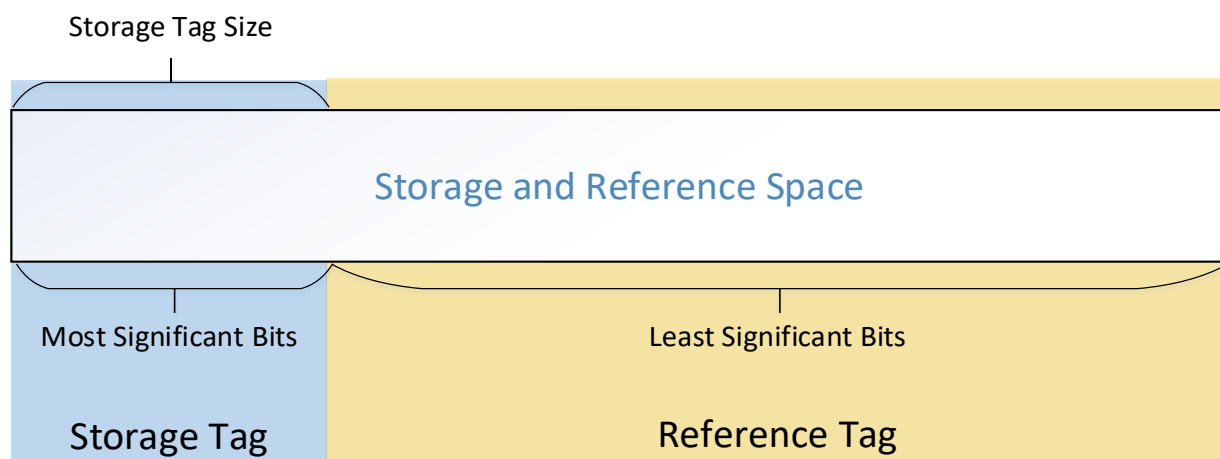 Storage Tag Size
Storage and Reference Space
Most Significant Bits
Least Significant Bits
Storage Tag
Reference Tag